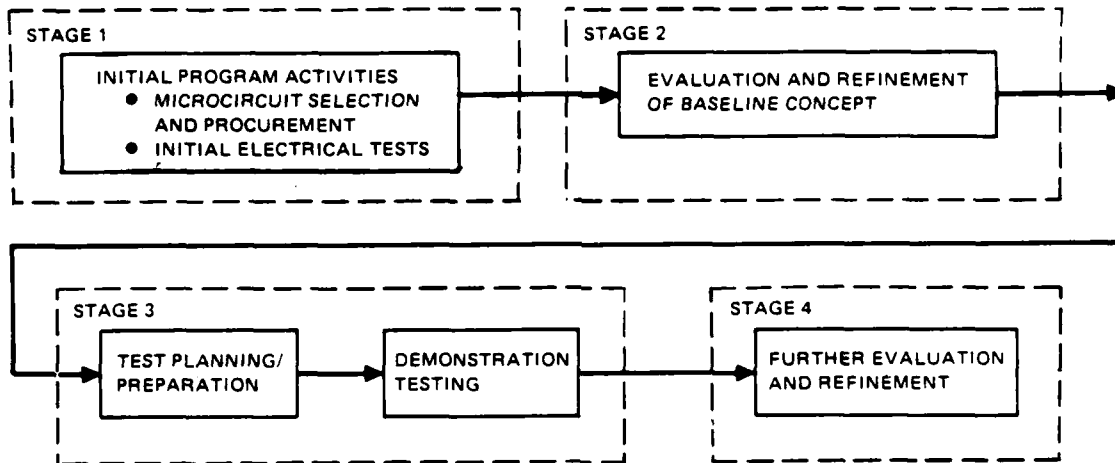 STAGE 1
INITIAL PROGRAM ACTIVITIES
● MICROCIRCUIT SELECTION
AND PROCUREMENT
● INITIAL ELECTRICAL TESTS
STAGE 2
EVALUATION AND REFINEMENT
OF BASELINE CONCEPT
STAGE 3
TEST PLANNING/
PREPARATION
DEMONSTRATION
TESTING
STAGE 4
FURTHER EVALUATION
AND REFINEMENT